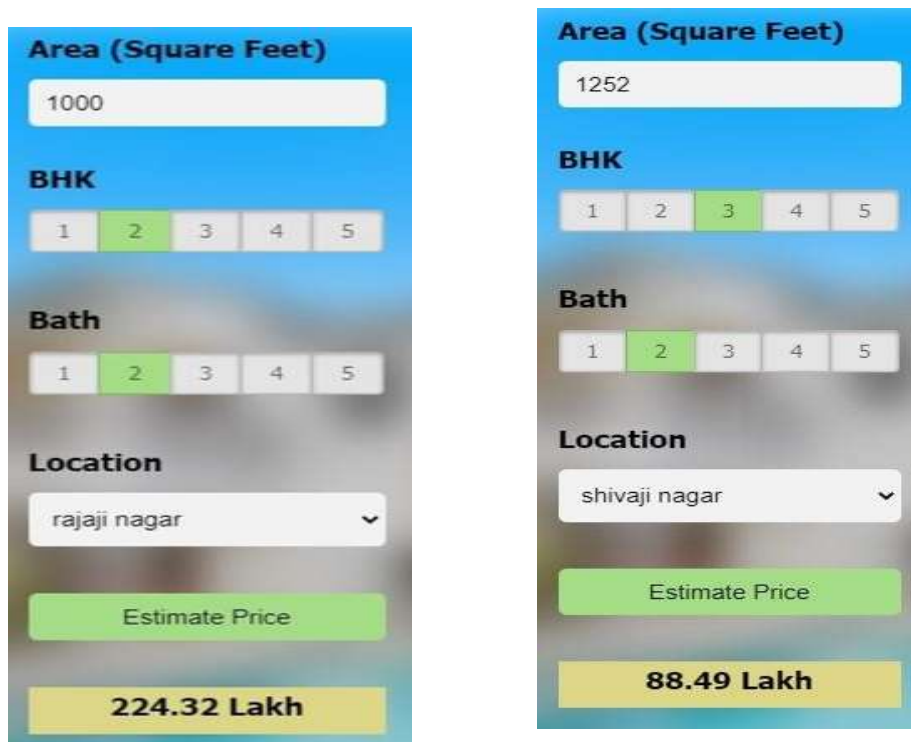 Area (Square Feet)
1000
BHK
1 2 3 4 5
Bath
1 2 3 4 5
Location
rajaji nagar
Estimate Price
224.32 Lakh
Area (Square Feet)
1252
BHK
1 2 3 4 5
Bath
1 2 3 4 5
Location
shivaji nagar
Estimate Price
88.49 Lakh